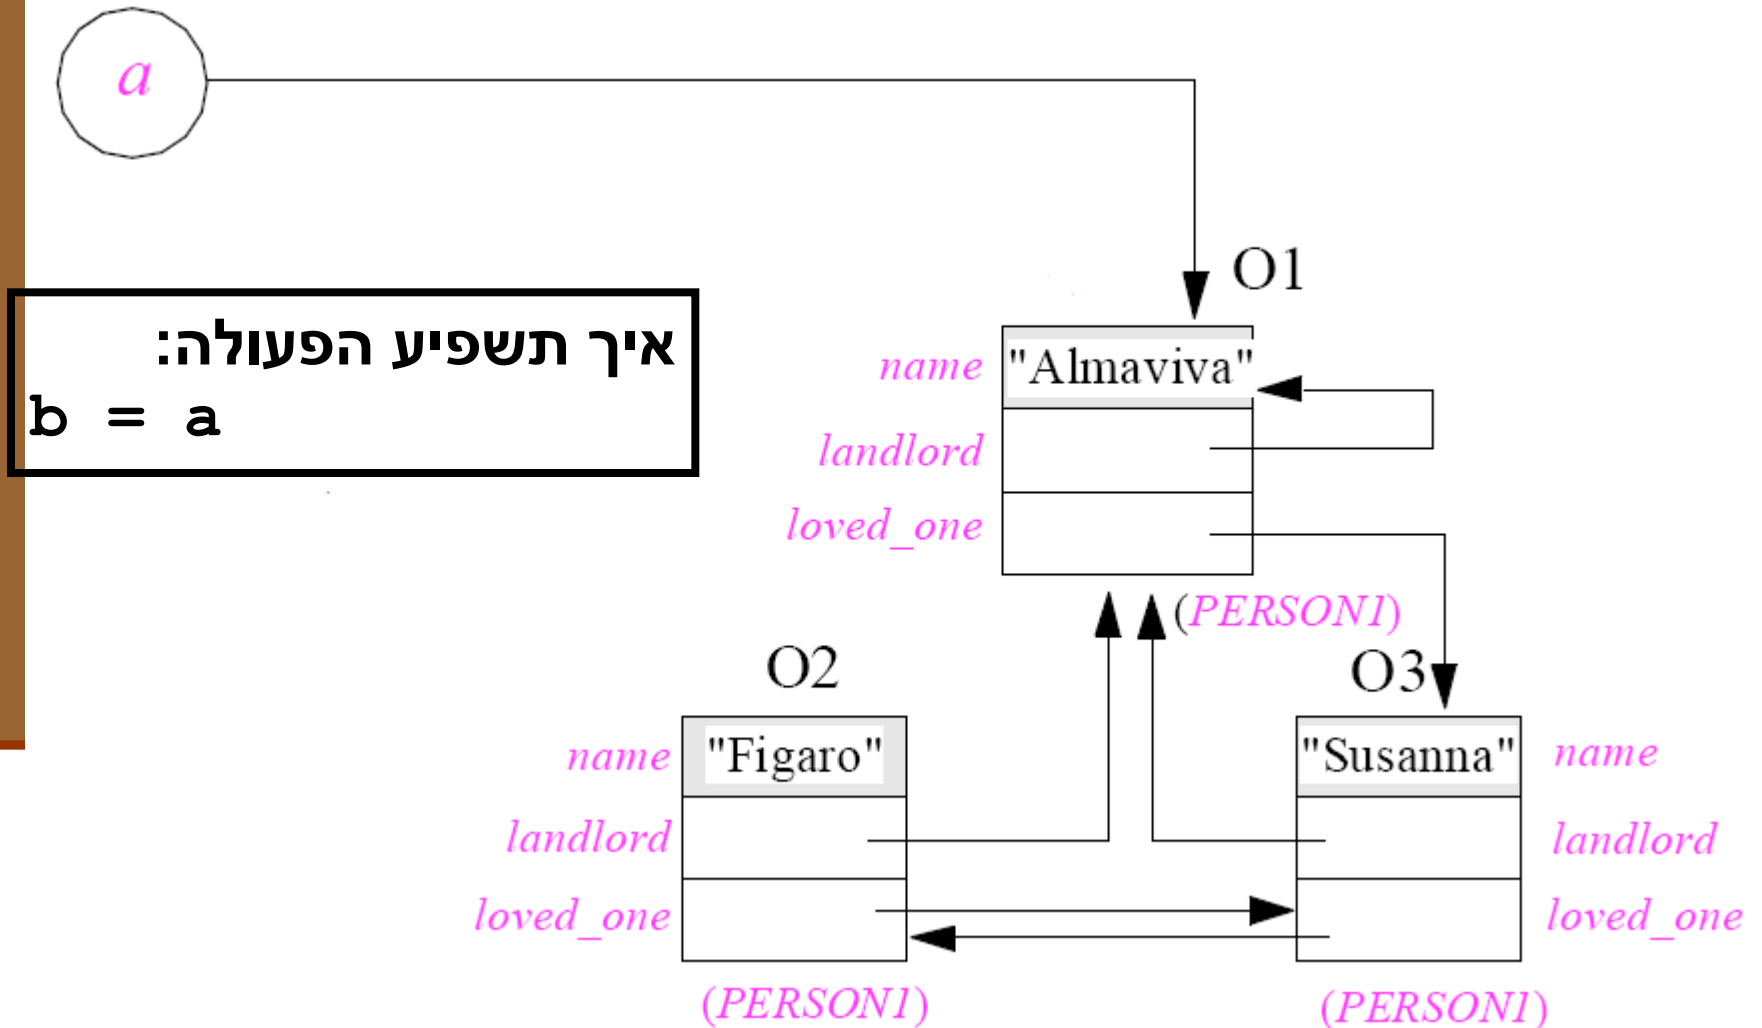 a
O1
איך תשפיע הפעולה:
b = a
name "Almaviva"
landlord
loved_one
(PERSON1)
O2 O3
name "Figaro" "Susanna" name
landlord landlord
loved_one loved_one
(PERSON1) (PERSON1)